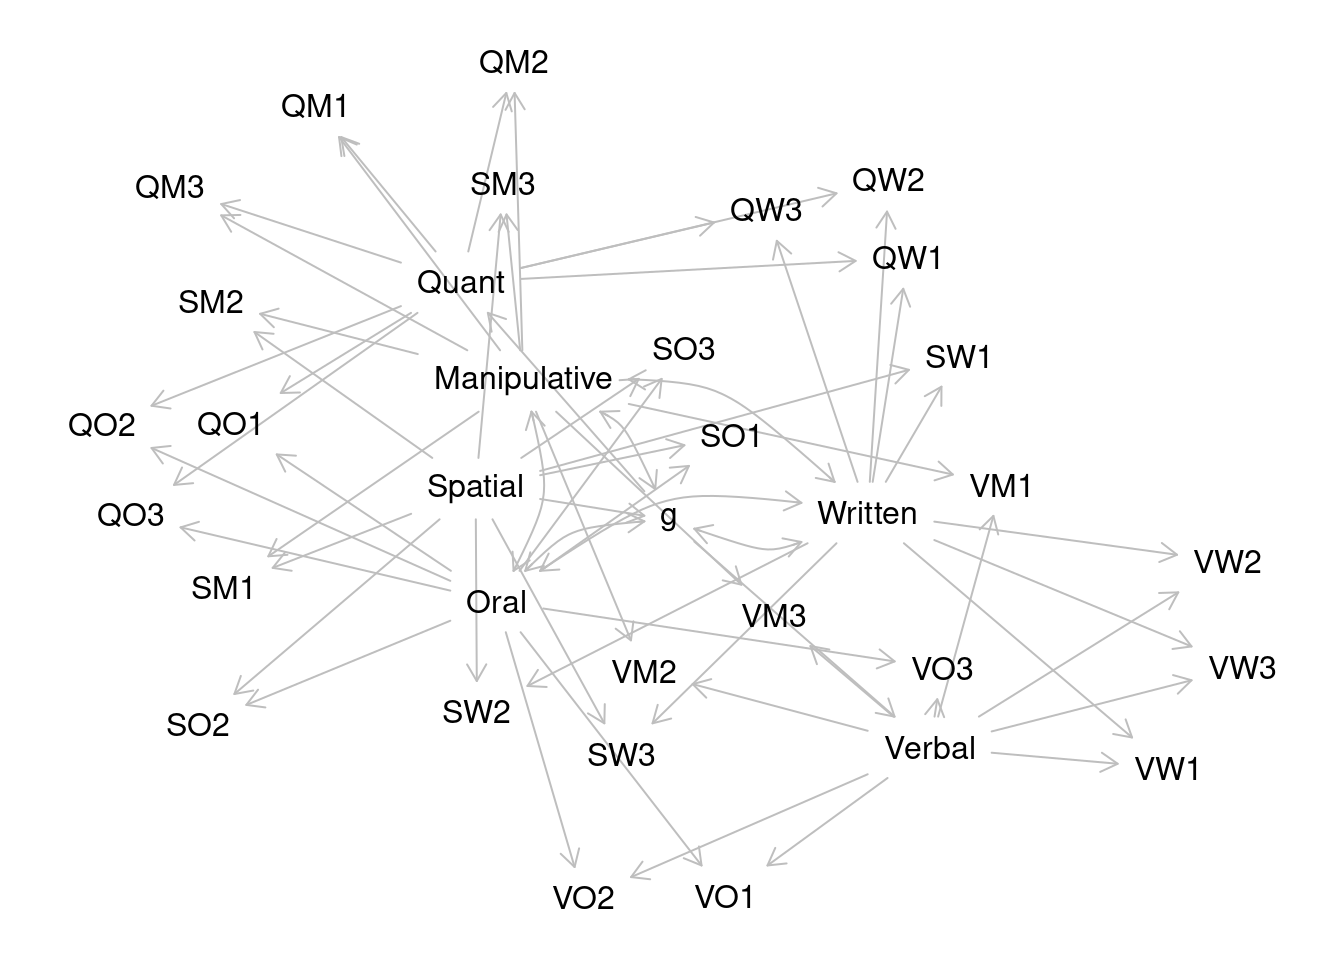 QM2
QM1
QM3
SM3
QW2
QW3
QW1
Quant
SM2
SO3
SW1
Manipulative
QO2
QO1
SO1
Spatial
VM1
g
Written
QO3
VW2
SM1
Oral
VM3
VM2
VO3
VW3
SW2
SO2
SW3
Verbal
VW1
VO2
VO1